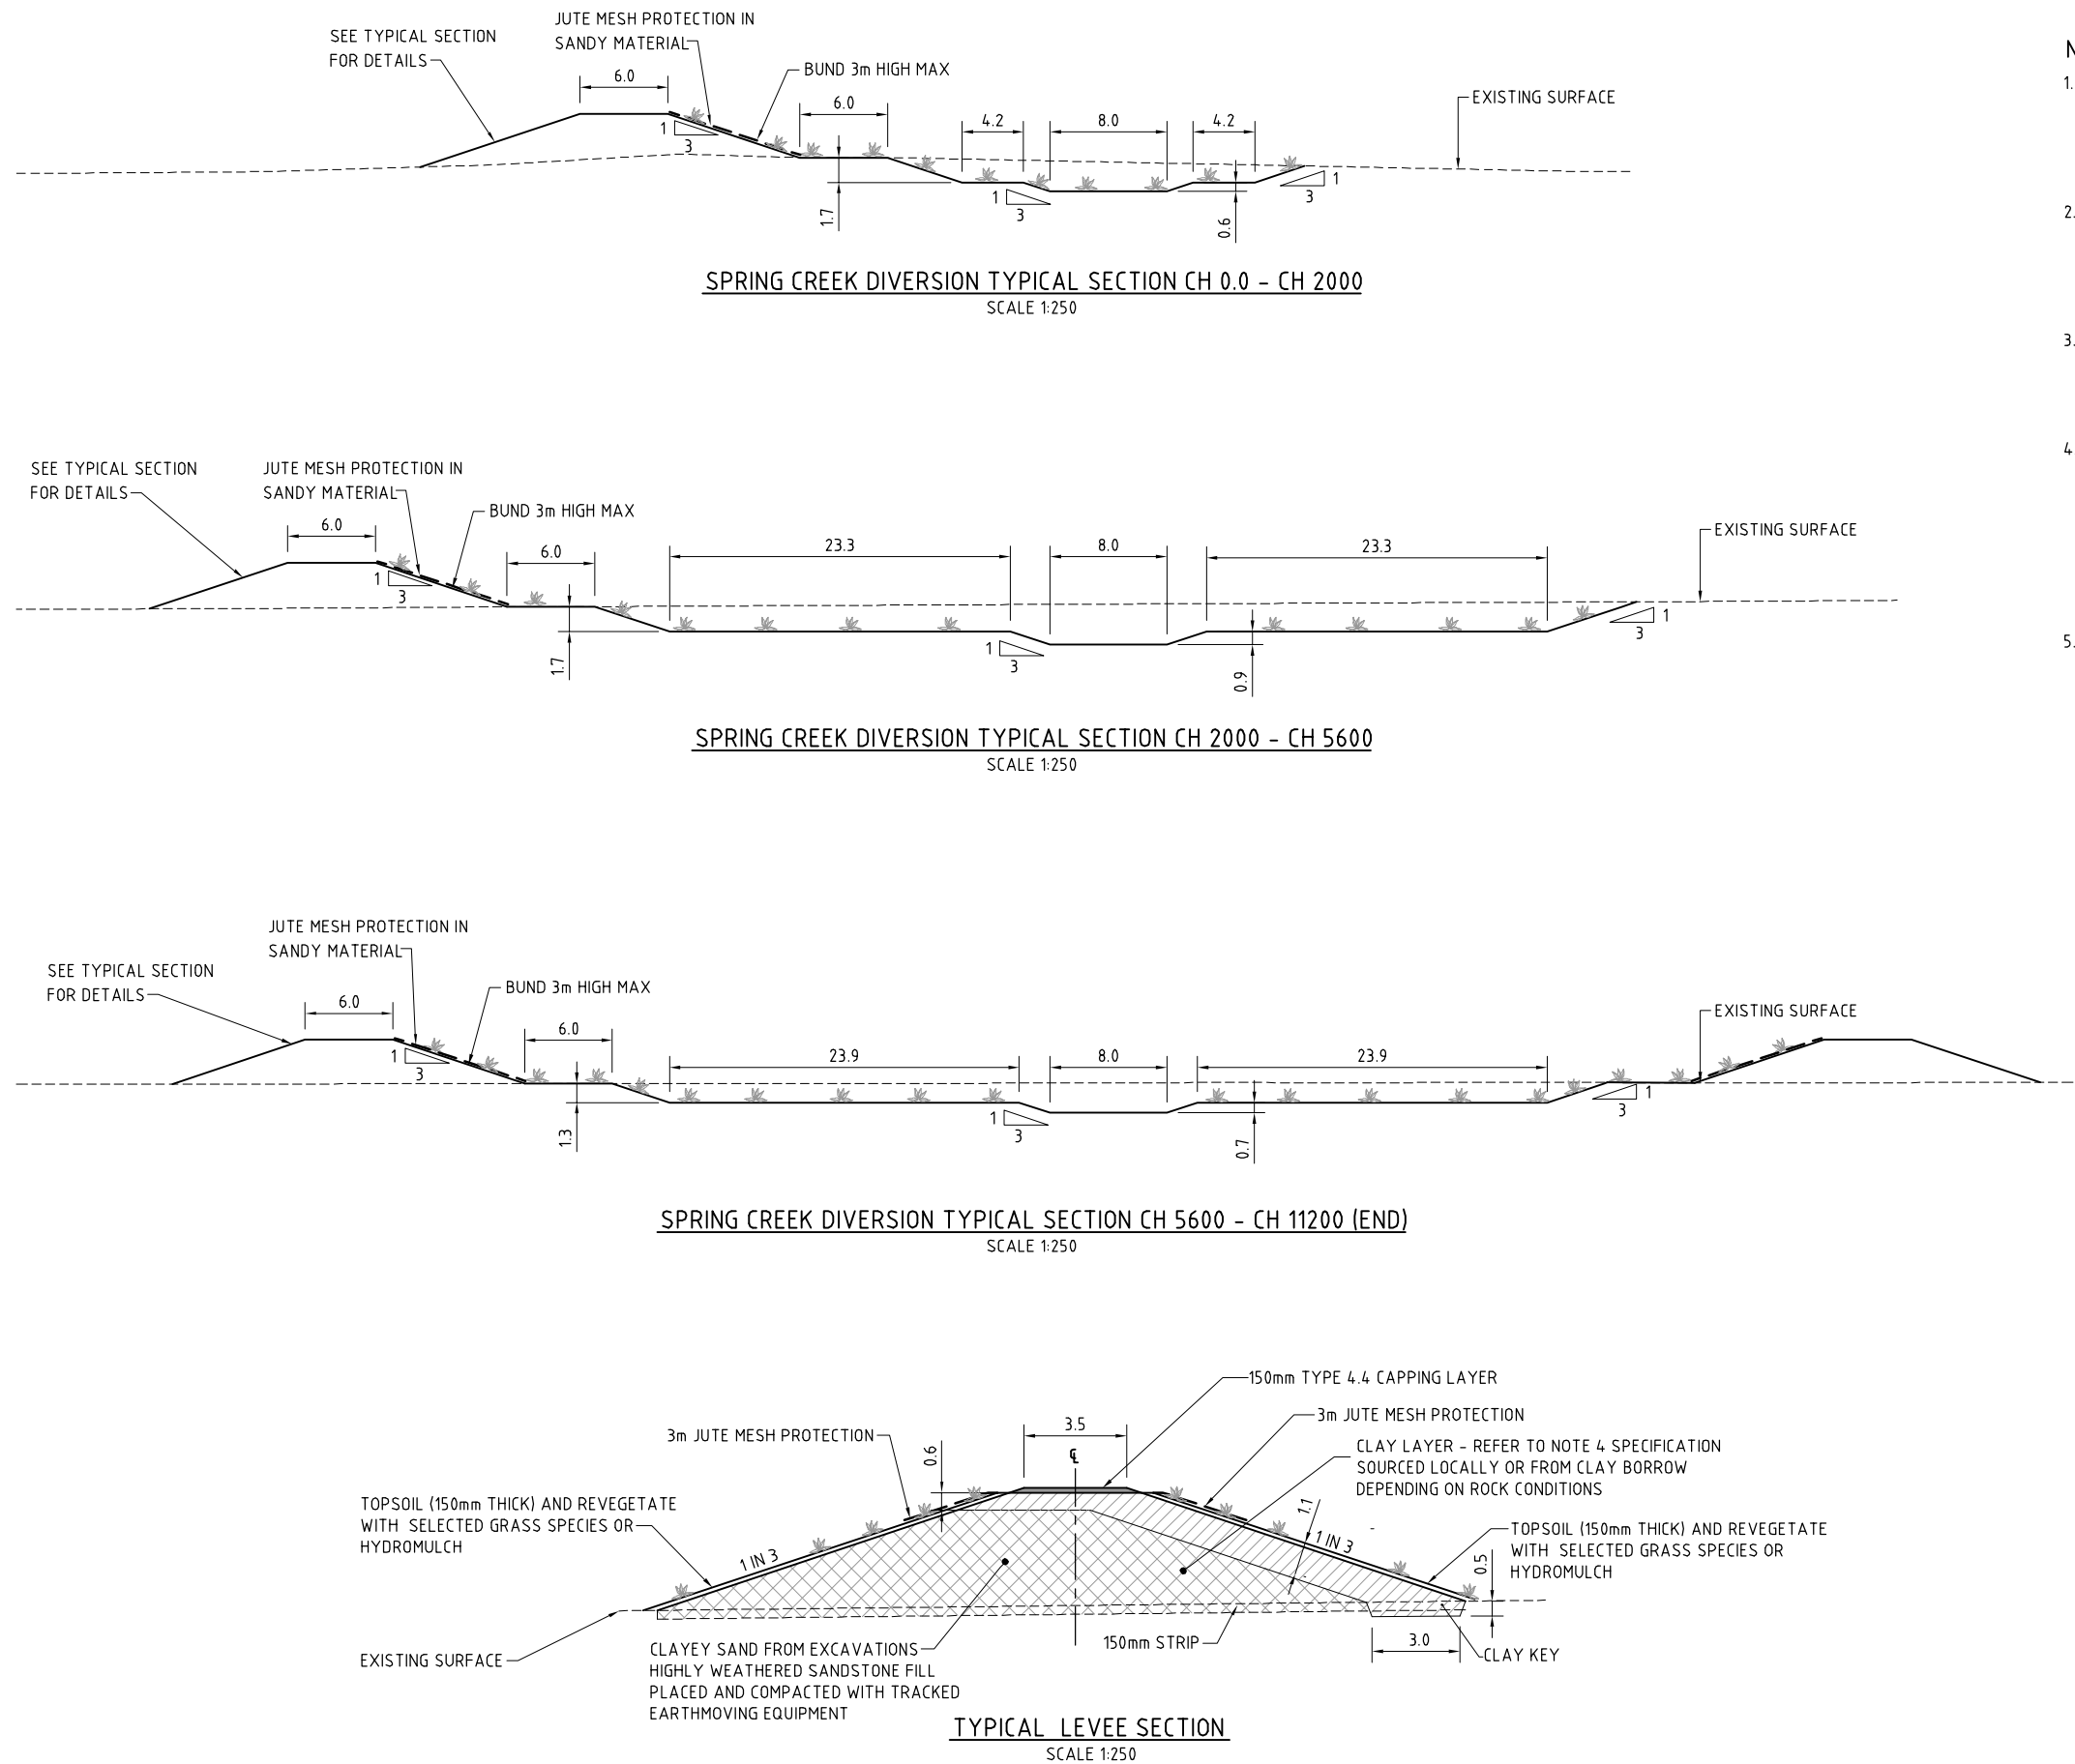 SEE TYPICAL SECTION
FOR DETAILS
JUTE MESH PROTECTION IN
SANDY MATERIAL
BUND 3m HIGH MAX
EXISTING SURFACE
6.0
6.0
4.2
8.0
4.2
1
3
1.7
1
3
0.6
1
3
SPRING CREEK DIVERSION TYPICAL SECTION CH 0.0 - CH 2000
SCALE 1:250
SEE TYPICAL SECTION
FOR DETAILS
JUTE MESH PROTECTION IN
SANDY MATERIAL
BUND 3m HIGH MAX
EXISTING SURFACE
6.0
6.0
23.3
8.0
23.3
1
3
1.7
1
3
0.9
1
3
SPRING CREEK DIVERSION TYPICAL SECTION CH 2000 - CH 5600
SCALE 1:250
JUTE MESH PROTECTION IN
SANDY MATERIAL
SEE TYPICAL SECTION
FOR DETAILS
BUND 3m HIGH MAX
EXISTING SURFACE
6.0
6.0
23.9
8.0
23.9
1
3
1.3
1
3
0.7
1
3
SPRING CREEK DIVERSION TYPICAL SECTION CH 5600 - CH 11200 (END)
SCALE 1:250
150mm TYPE 4.4 CAPPING LAYER
3m JUTE MESH PROTECTION
3m JUTE MESH PROTECTION
3.5
0.6
CLAY LAYER - REFER TO NOTE 4 SPECIFICATION
SOURCED LOCALLY OR FROM CLAY BORROW
DEPENDING ON ROCK CONDITIONS
TOPSOIL (150mm THICK) AND REVEGETATE
WITH SELECTED GRASS SPECIES OR
HYDROMULCH
1.1
1 IN 3
1 IN 3
TOPSOIL (150mm THICK) AND REVEGETATE
WITH SELECTED GRASS SPECIES OR
HYDROMULCH
0.5
EXISTING SURFACE
CLAYEY SAND FROM EXCAVATIONS
HIGHLY WEATHERED SANDSTONE FILL
PLACED AND COMPACTED WITH TRACKED
EARTHMOVING EQUIPMENT
150mm STRIP
3.0
CLAY KEY
TYPICAL LEVEE SECTION
SCALE 1:250
1.
2.
3.
4
5.